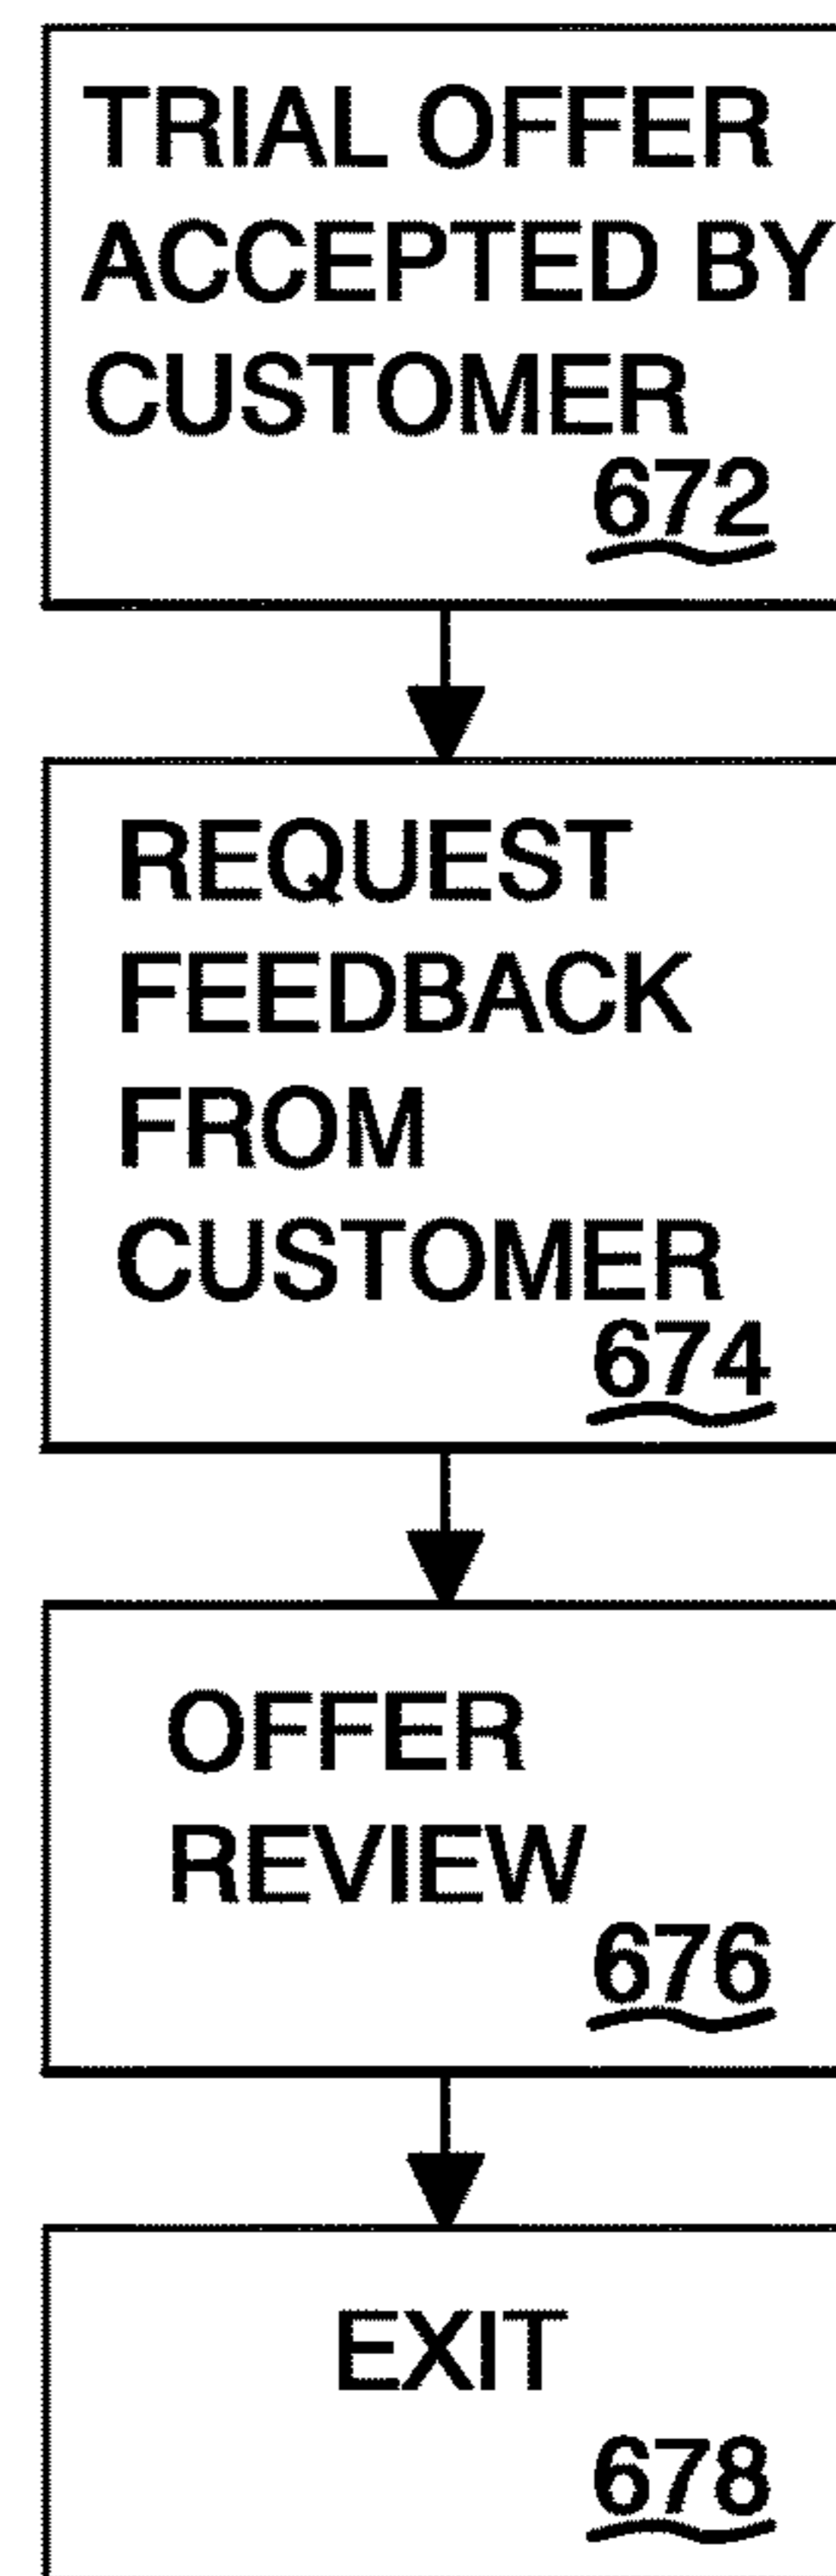 TRIAL OFFER
ACCEPTED BY
CUSTOMER
672
REQUEST
FEEDBACK
FROM
CUSTOMER
674
OFFER
REVIEW
676
EXIT
678